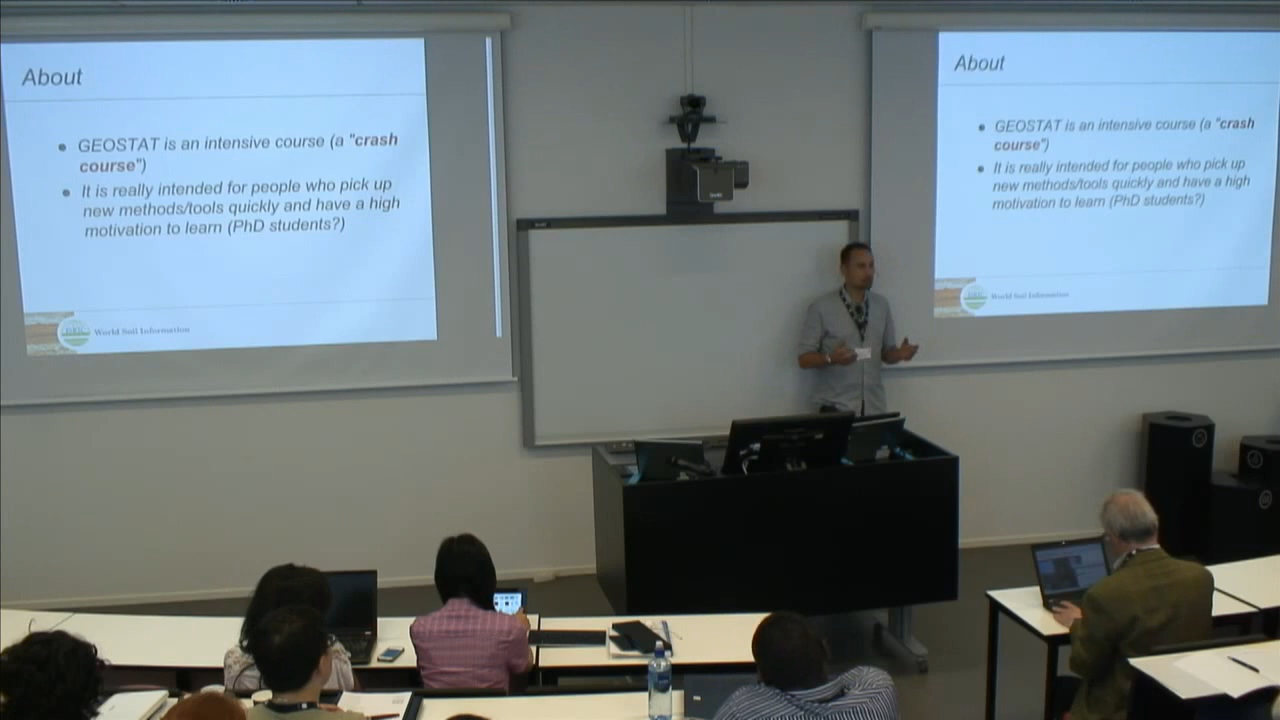 About
GEOSTAT is an intensive course (a "crash
course")
It is really intended for people who pick up
new methods/tools quickly and have a high
motivation to learn (PhD students?)
World Soil Information
About
GEOSTAT is an intensive course (a "crash
course")
It is really intended for people who pick up
new methods/tools quickly and have a high
motivation to learn (PhD students?)
World Soil Information